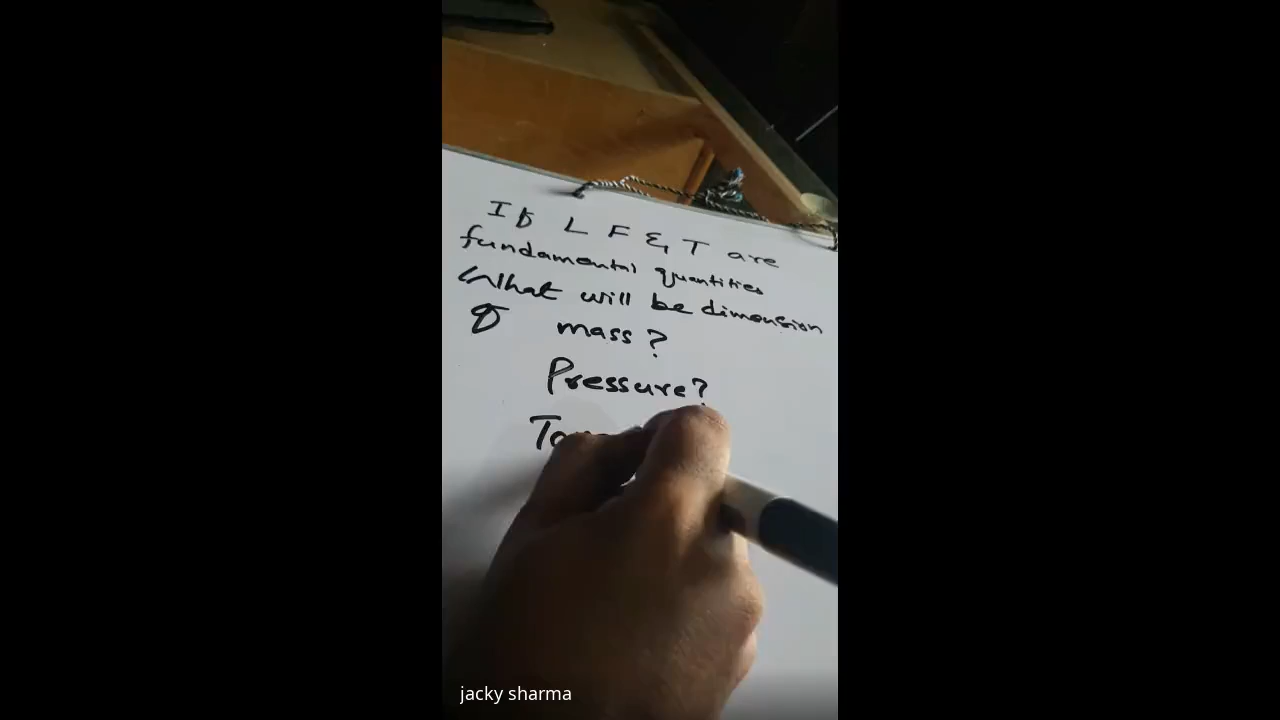 If L F & T are
fundamental quantities
What will be dimension
of mass?
Pressure?
jacky sharma